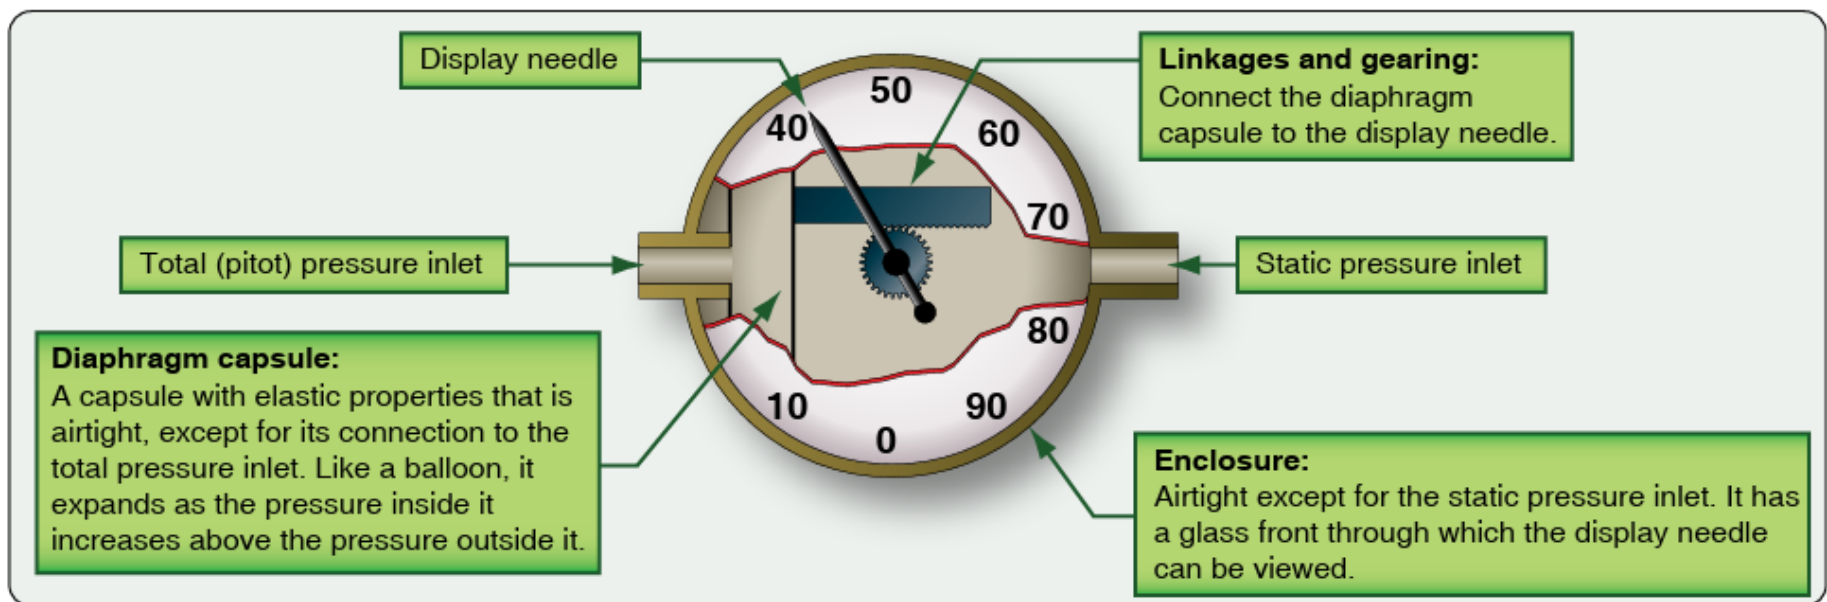 Display needle
Linkages and gearing:
Connect the diaphragm
capsule to the display needle.
50
40
60
70
Total (pitot) pressure inlet
Static pressure inlet
80
Diaphragm capsule:
A capsule with elastic properties that is
airtight, except for its connection to the
total pressure inlet. Like a balloon, it
expands as the pressure inside it
increases above the pressure outside it.
10
90
0
Enclosure:
Airtight except for the static pressure inlet. It has
a glass front through which the display needle
can be viewed.